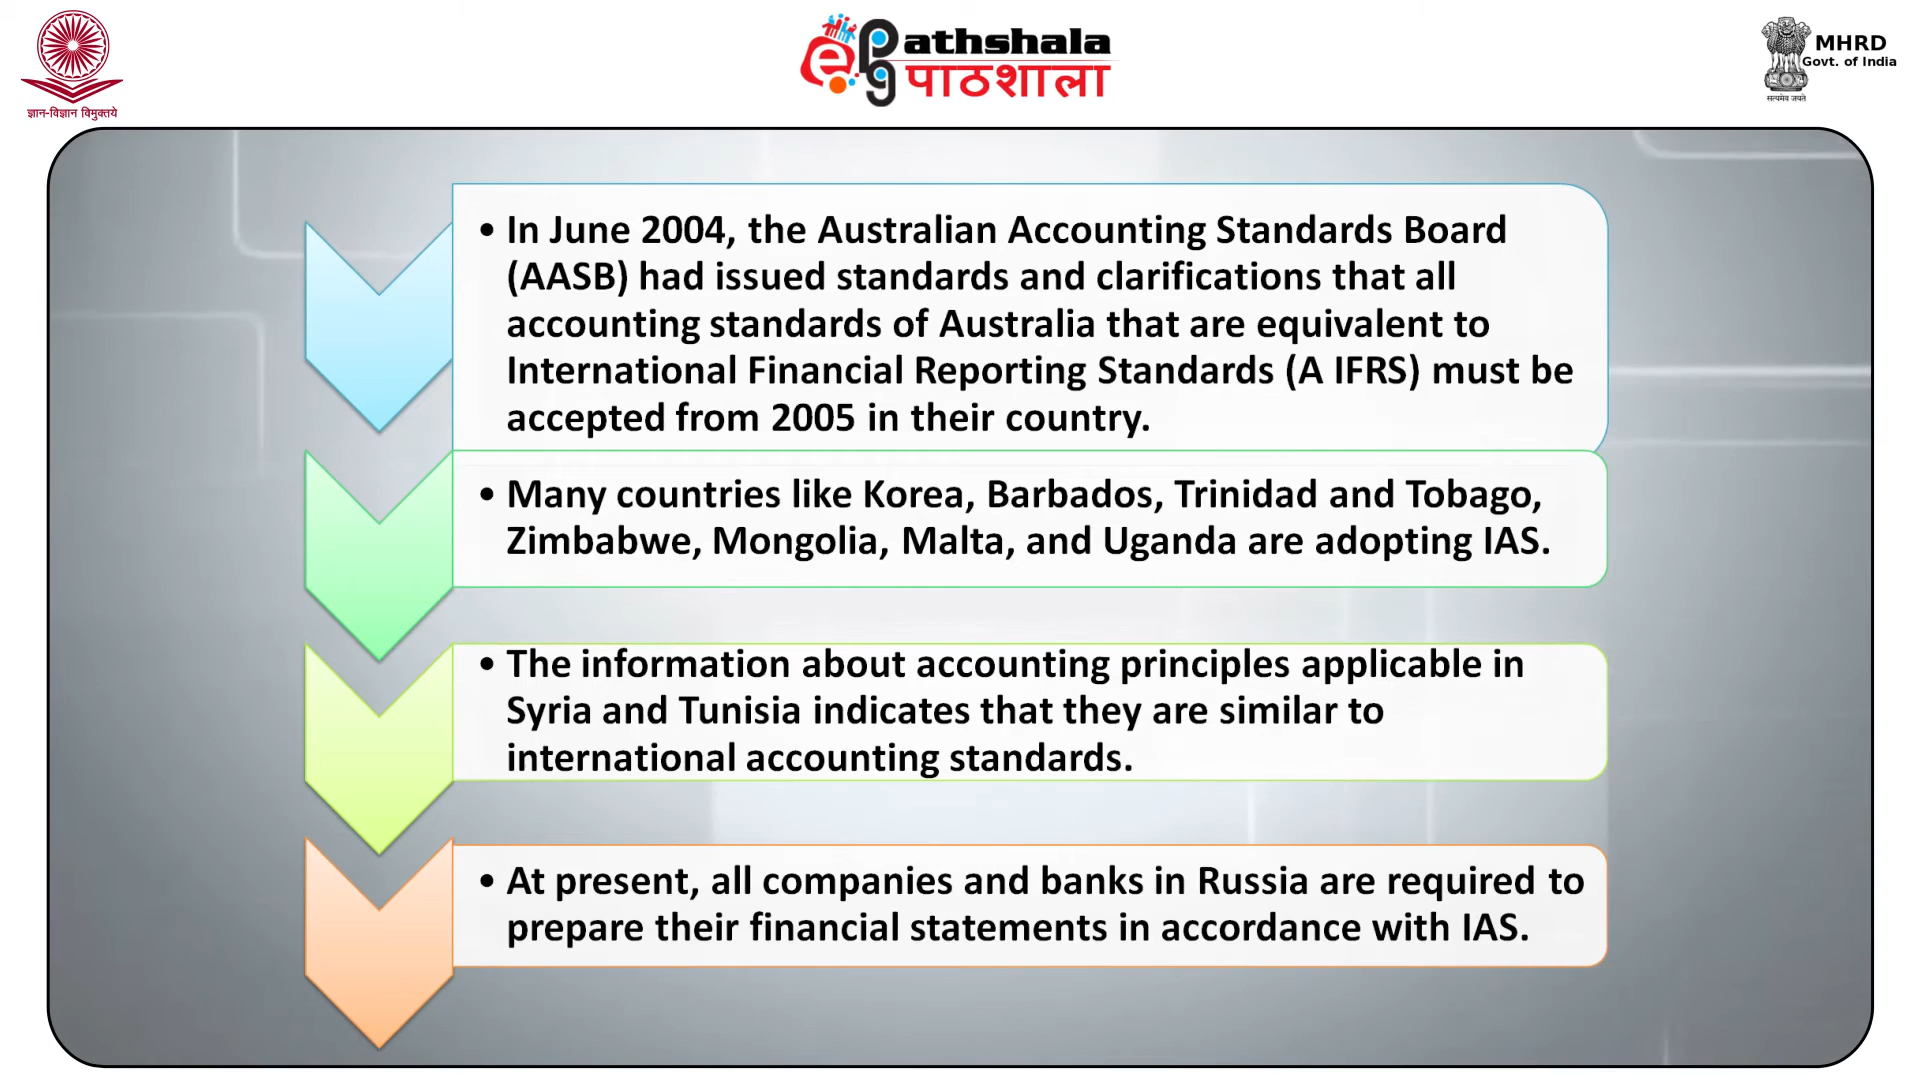 ज्ञान-विज्ञान विमुक्तये
ePG Pathshala
पाठशाला
MHRD
Govt. of India
सत्यमेव जयते
• In June 2004, the Australian Accounting Standards Board
(AASB) had issued standards and clarifications that all
accounting standards of Australia that are equivalent to
International Financial Reporting Standards (A IFRS) must be
accepted from 2005 in their country.
• Many countries like Korea, Barbados, Trinidad and Tobago,
Zimbabwe, Mongolia, Malta, and Uganda are adopting IAS.
• The information about accounting principles applicable in
Syria and Tunisia indicates that they are similar to
international accounting standards.
• At present, all companies and banks in Russia are required to
prepare their financial statements in accordance with IAS.